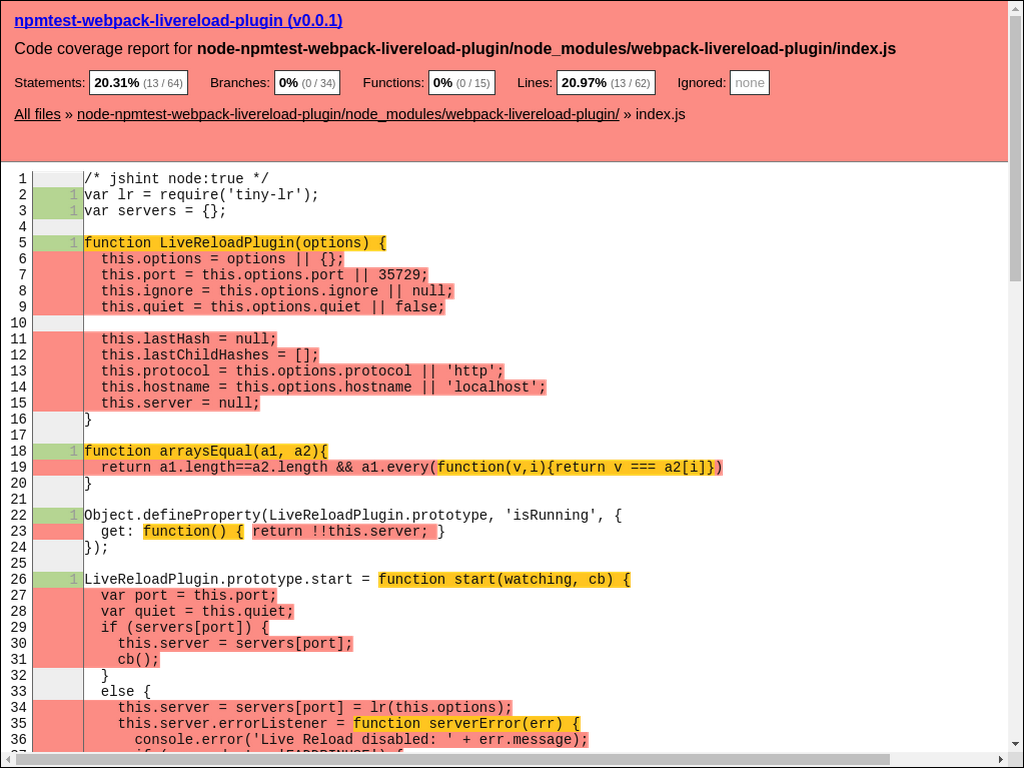 npmtest-webpack-livereload-plugin (v0.0.1)
Code coverage report for node-npmtest-webpack-livereload-plugin/node_modules/webpack-livereload-plugin/index.js
Statements: 20.31% (13 / 64) Branches: 0% (0 / 34) Functions: 0% (0 / 15) Lines: 20.97% (13 / 62) Ignored: none
All files » node-npmtest-webpack-livereload-plugin/node_modules/webpack-livereload-plugin/ » index.js
1 /* jshint node:true */
2 1 var lr = require('tiny-lr');
3 1 var servers = {};
4
5 1 function LiveReloadPlugin(options) {
6 this.options = options || {};
7 this.port = this.options.port || 35729;
8 this.ignore = this.options.ignore || null;
9 this.quiet = this.options.quiet || false;
10
11 this.lastHash = null;
12 this.lastChildHashes = [];
13 this.protocol = this.options.protocol || 'http';
14 this.hostname = this.options.hostname || 'localhost';
15 this.server = null;
16 }
17
18 1 function arraysEqual(a1, a2){
19 return a1.length==a2.length && a1.every(function(v,i){return v === a2[i]})
20 }
21
22 1 Object.defineProperty(LiveReloadPlugin.prototype, 'isRunning', {
23 get: function() { return !!this.server; }
24 });
25
26 1 LiveReloadPlugin.prototype.start = function start(watching, cb) {
27 var port = this.port;
28 var quiet = this.quiet;
29 if (servers[port]) {
30 this.server = servers[port];
31 cb();
32 }
33 else {
34 this.server = servers[port] = lr(this.options);
35 this.server.errorListener = function serverError(err) {
36 console.error('Live Reload disabled: ' + err.message);